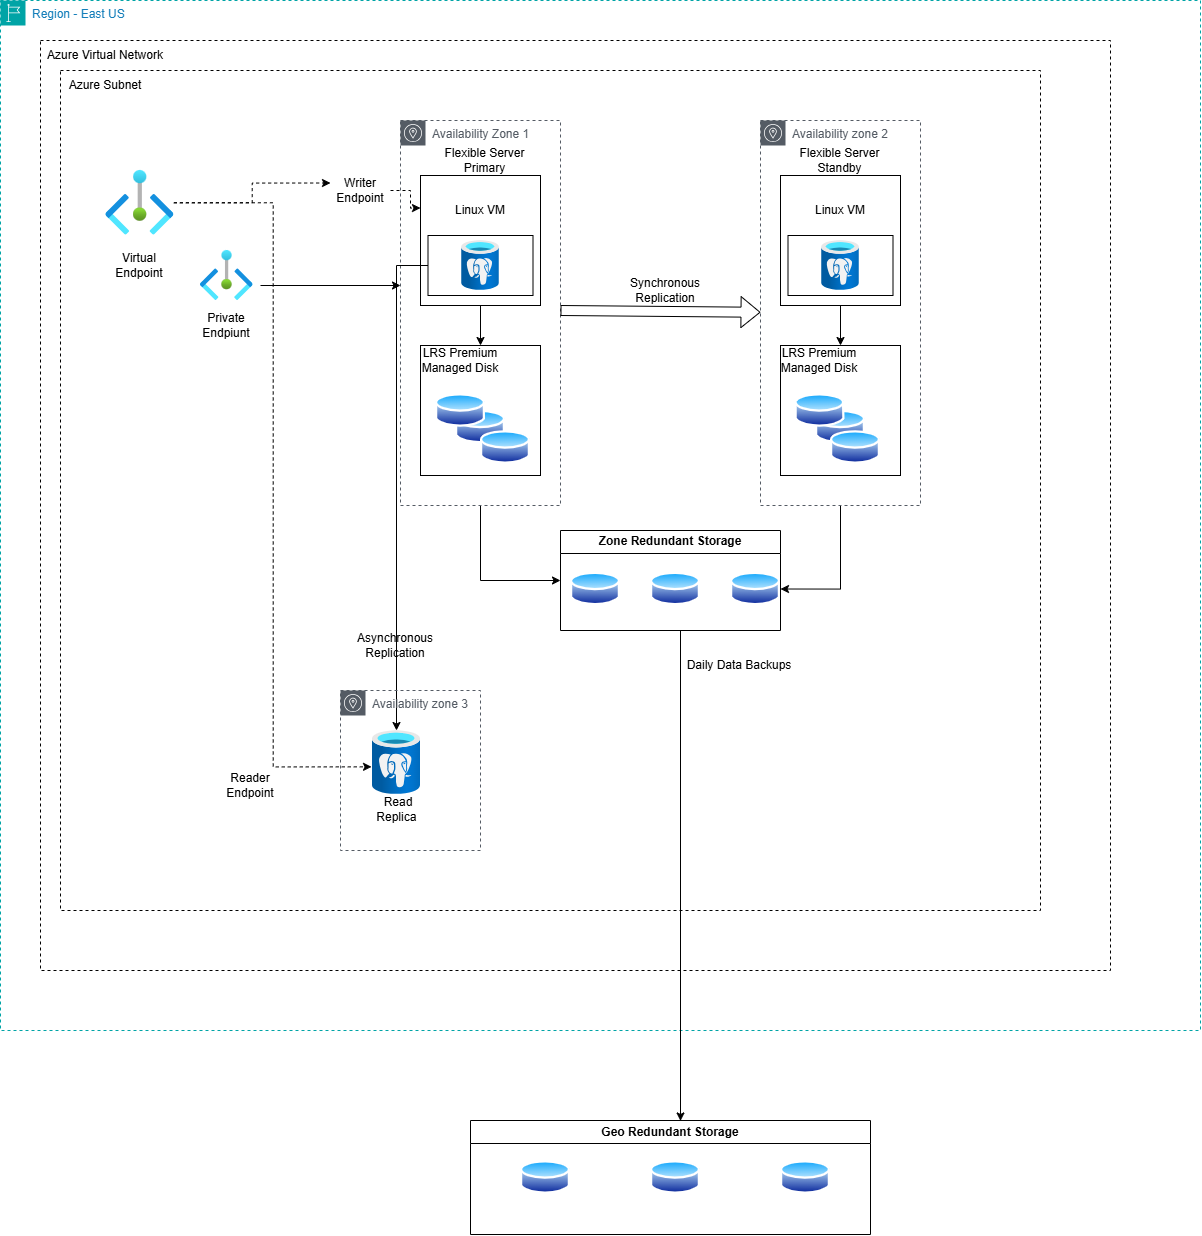 Region - East US
Azure Virtual Network
Azure Subnet
Availability Zone 1
Flexible Server
Primary
Linux VM
Availability zone 2
Flexible Server
Standby
Linux VM
Writer
Endpoint
Virtual
Endpoint
Private
Endpiunt
Synchronous
Replication
LRS Premium
Managed Disk
LRS Premium
Managed Disk
Zone Redundant Storage
Asynchronous
Replication
Daily Data Backups
Availability zone 3
Reader
Endpoint
Read
Replica
Geo Redundant Storage